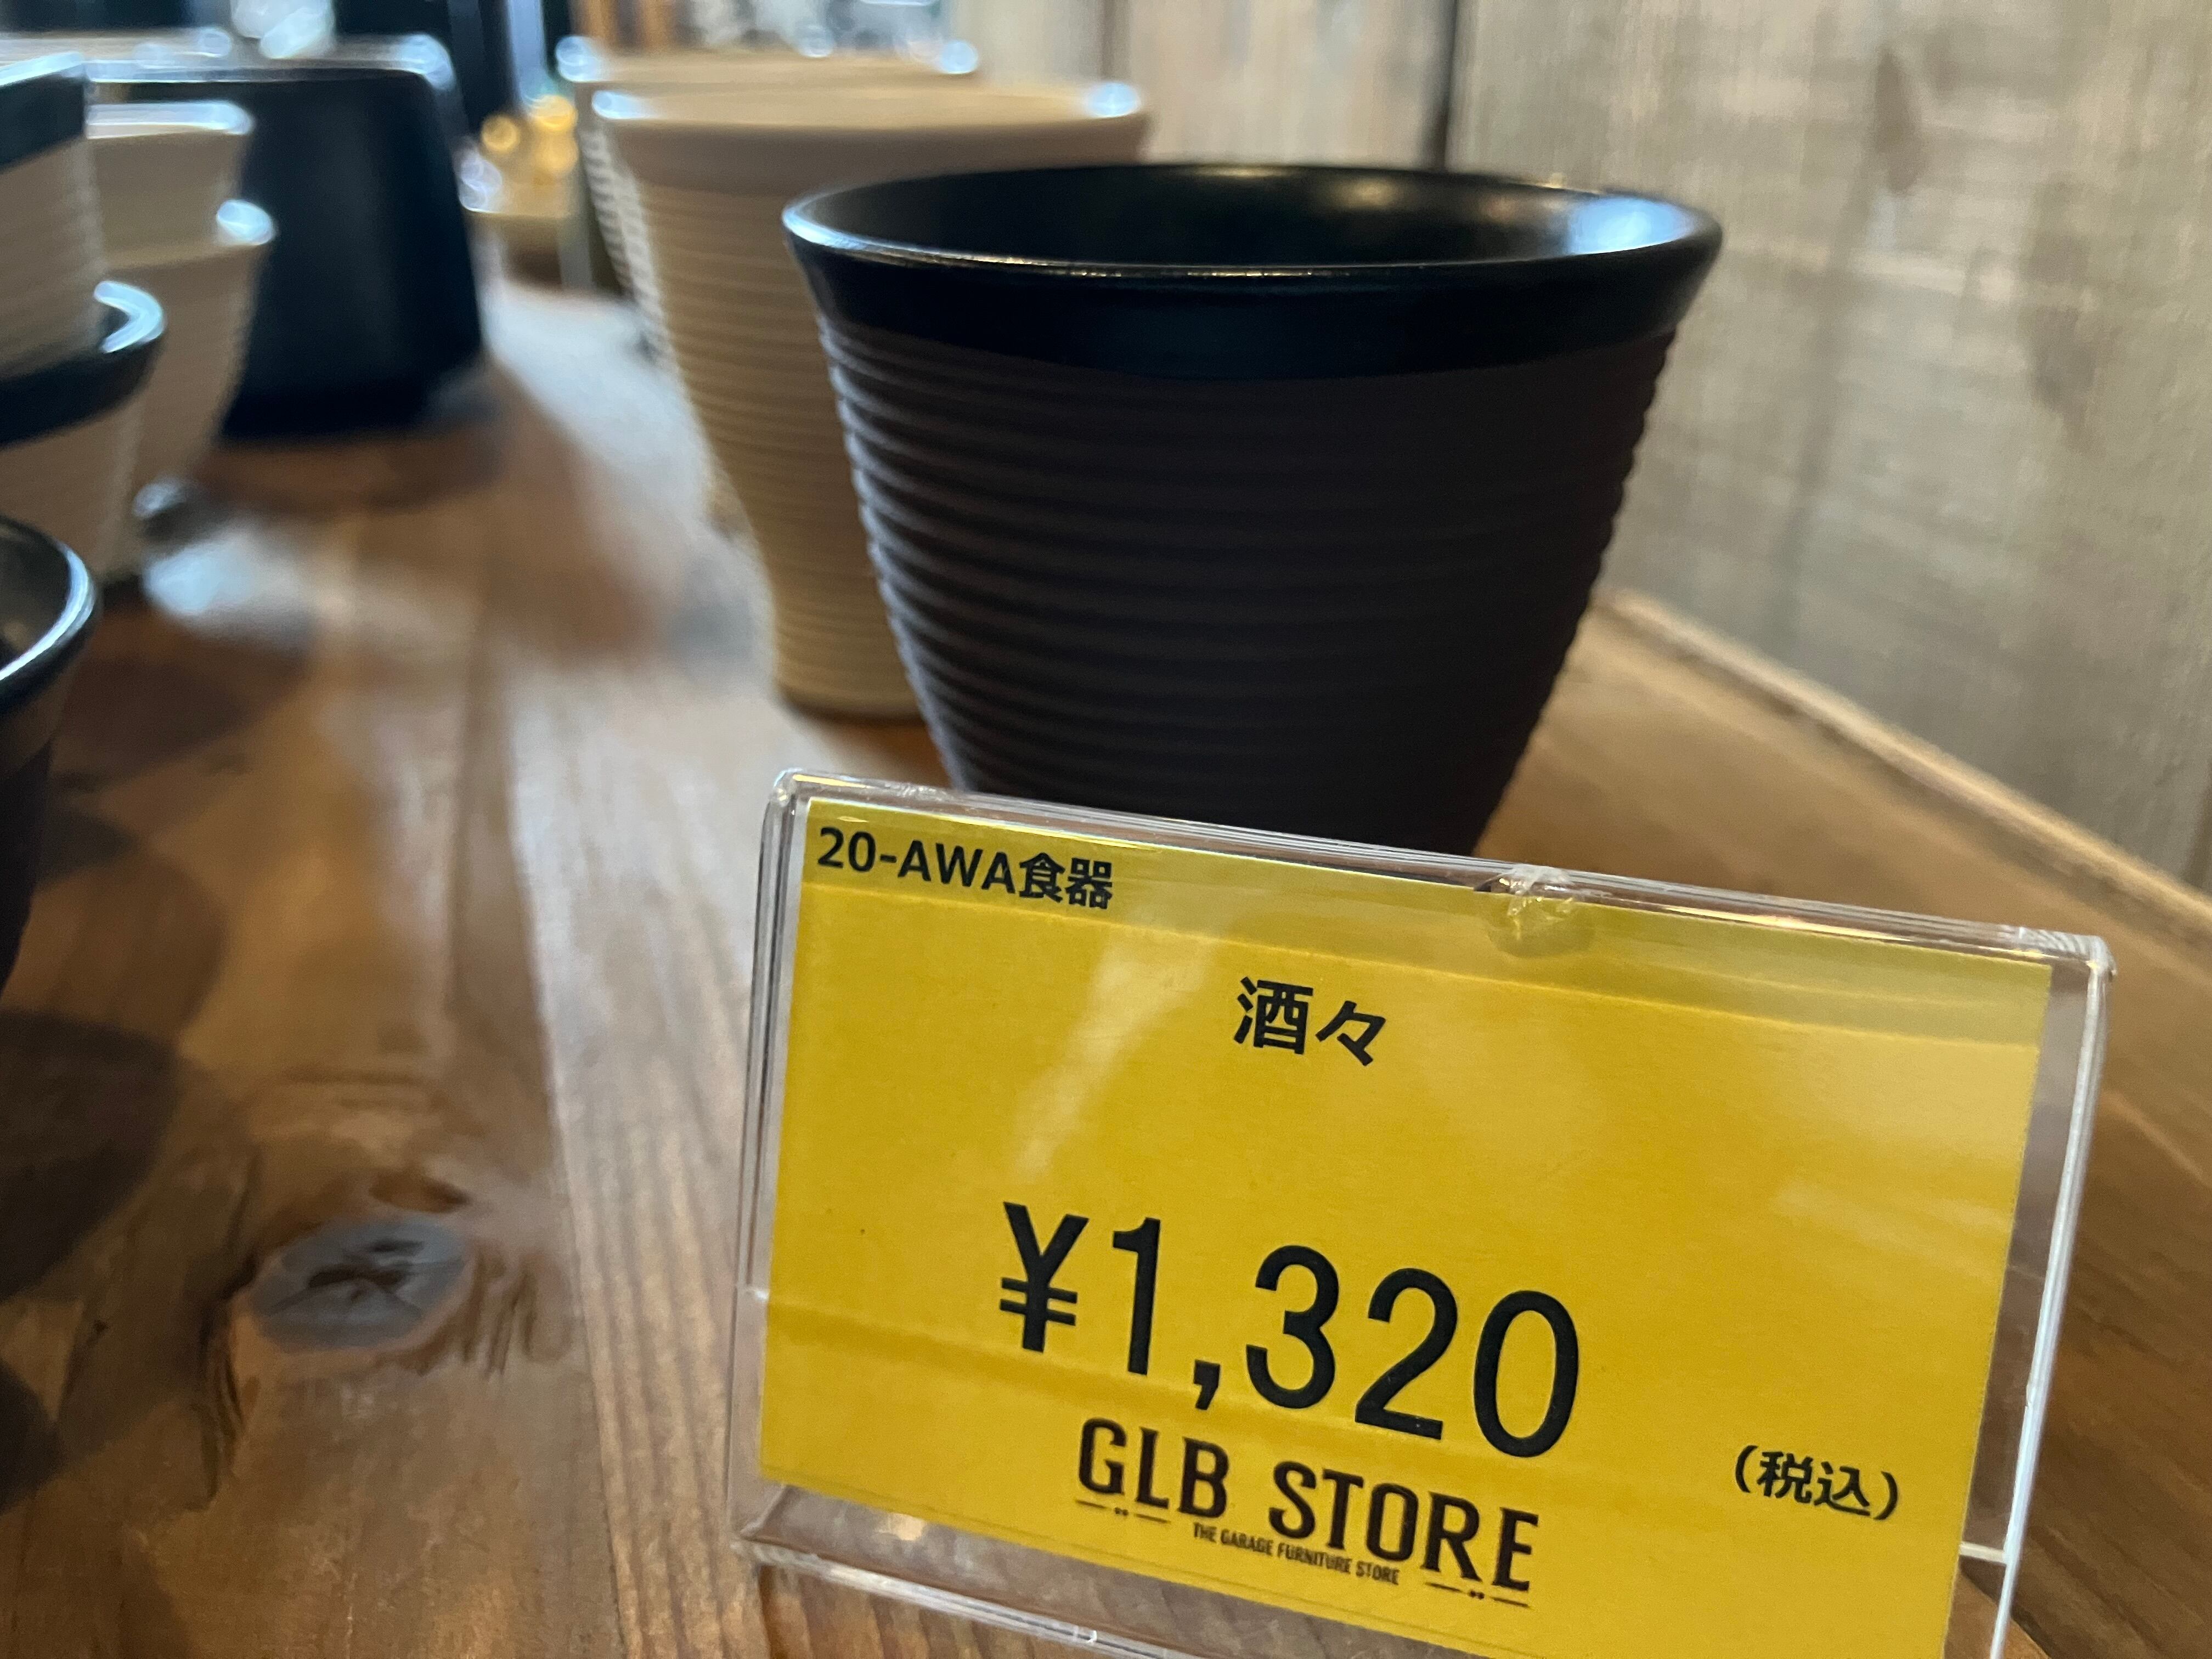 20-AWA食器
酒々
¥1,320
(税込)
GLB STORE
THE GARAGE FURNITURE STORE